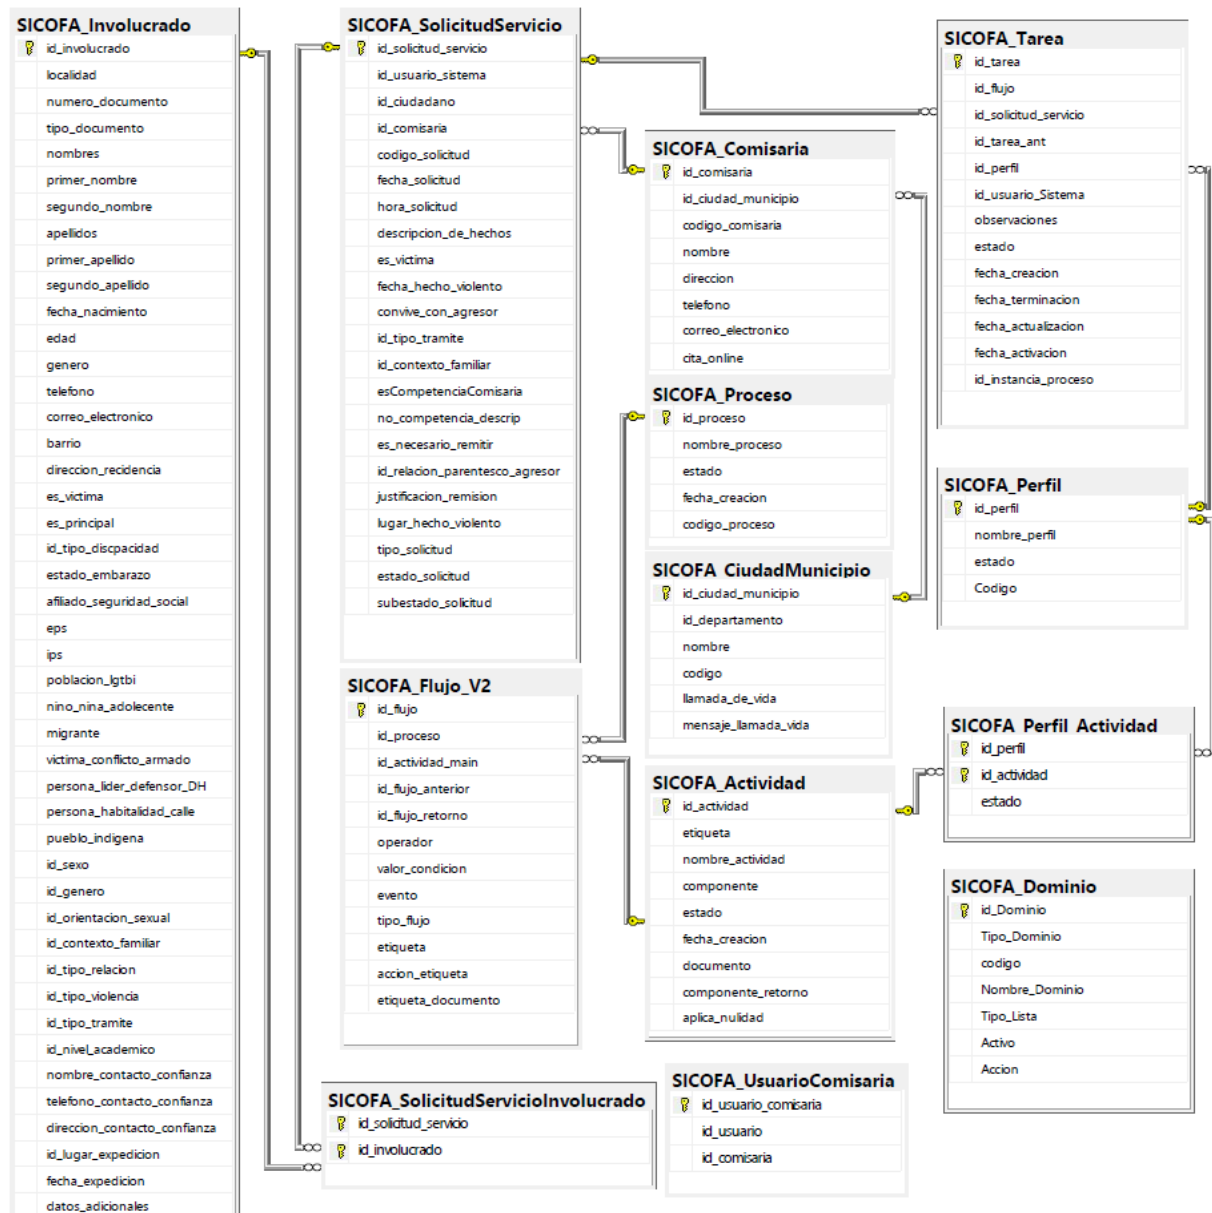 SICOFA_Involucrado
id_involucrado
localidad
numero_documento
tipo_documento
nombres
primer_nombre
segundo_nombre
apellidos
primer_apellido
segundo_apellido
fecha_nacimiento
edad
genero
telefono
correo_electronico
barrio
direccion_recidencia
es_victima
es_principal
id_tipo_discpacidad
estado_embarazo
afiliado_seguridad_social
eps
ips
poblacion_lgtbi
nino_nina_adolecente
migrante
victima_conflicto_armado
persona_lider_defensor_DH
persona_habitalidad_calle
pueblo_indigena
id_sexo
id_genero
id_orientacion_sexual
id_contexto_familiar
id_tipo_relacion
id_tipo_violencia
id_tipo_tramite
id_nivel_academico
nombre_contacto_confianza
telefono_contacto_confianza
direccion_contacto_confianza
id_lugar_expedicion
fecha_expedicion
datos_adicionales
SICOFA_SolicitudServicio
id_solicitud_servicio
id_usuario_sistema
id_ciudadano
id_comisaria
codigo_solicitud
fecha_solicitud
hora_solicitud
descripcion_de_hechos
es_victima
fecha_hecho_violento
convive_con_agresor
id_tipo_tramite
id_contexto_familiar
esCompetenciaComisaria
no_competencia_descrip
es_necesario_remitir
id_relacion_parentesco_agresor
justificacion_remision
lugar_hecho_violento
tipo_solicitud
estado_solicitud
subestado_solicitud
SICOFA_Flujo_V2
id_flujo
id_proceso
id_actividad_main
id_flujo_anterior
id_flujo_retorno
operador
valor_condicion
evento
tipo_flujo
etiqueta
accion_etiqueta
etiqueta_documento
SICOFA_SolicitudServicioInvolucrado
id_solicitud_servicio
id_involucrado
SICOFA_Comisaria
id_comisaria
id_ciudad_municipio
codigo_comisaria
nombre
direccion
telefono
correo_electronico
cita_online
SICOFA_Proceso
id_proceso
nombre_proceso
estado
fecha_creacion
codigo_proceso
SICOFA_CiudadMunicipio
id_ciudad_municipio
id_departamento
nombre
codigo
llamada_de_vida
mensaje_llamada_vida
SICOFA_Actividad
id_actividad
etiqueta
nombre_actividad
componente
estado
fecha_creacion
documento
componente_retorno
aplica_nulidad
SICOFA_UsuarioComisaria
id_usuario_comisaria
id_usuario
id_comisaria
SICOFA_Tarea
id_tarea
id_flujo
id_solicitud_servicio
id_tarea_ant
id_perfil
id_usuario_Sistema
observaciones
estado
fecha_creacion
fecha_terminacion
fecha_actualizacion
fecha_activacion
id_instancia_proceso
SICOFA_Perfil
id_perfil
nombre_perfil
estado
Codigo
SICOFA_Perfil_Actividad
id_perfil
id_actividad
estado
SICOFA_Dominio
id_Dominio
Tipo_Dominio
codigo
Nombre_Dominio
Tipo_Lista
Activo
Accion